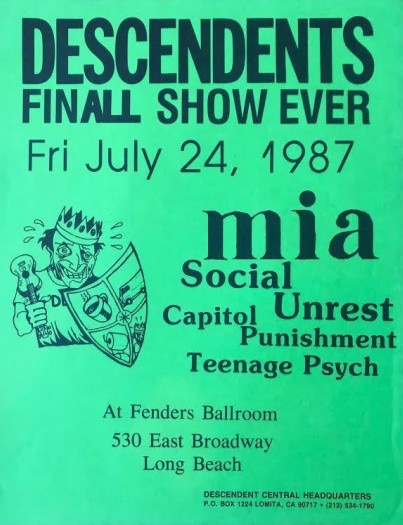 DESCENDENTS
FINALL SHOW EVER
Fri July 24, 1987
mia
Social
Unrest
Capitol
Punishment
Teenage Psych
At Fenders Ballroom
530 East Broadway
Long Beach
DESCENDENT CENTRAL HEADQUARTERS
P.O. BOX 1224 LOMITA, CA 90717 • (213) 534-1790